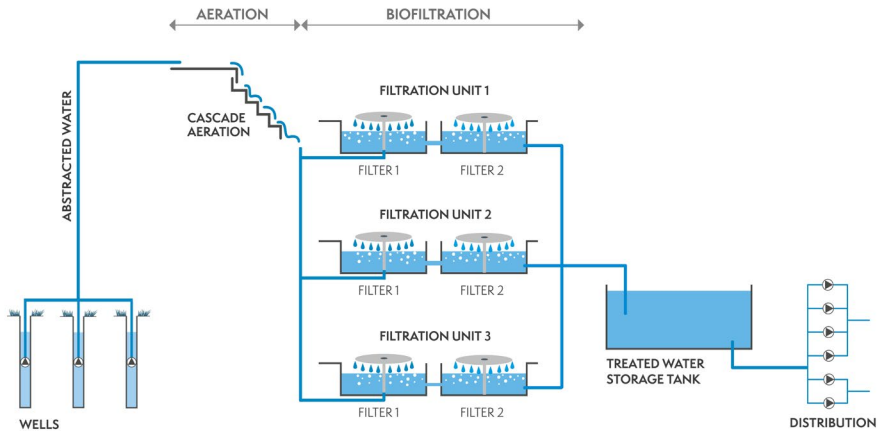 AERATION
BIOFILTRATION
ABSTRACTED WATER
CASCADE
AERATION
FILTRATION UNIT 1
FILTER 1
FILTER 2
FILTRATION UNIT 2
FILTER 1
FILTER 2
FILTRATION UNIT 3
FILTER 1
FILTER 2
WELLS
TREATED WATER
STORAGE TANK
DISTRIBUTION